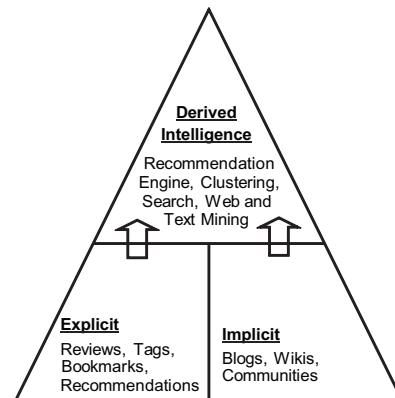 Derived
Intelligence
Recommendation
Engine, Clustering,
Search, Web and
Text Mining
Explicit
Reviews, Tags,
Bookmarks,
Recommendations
Implicit
Blogs, Wikis,
Communities